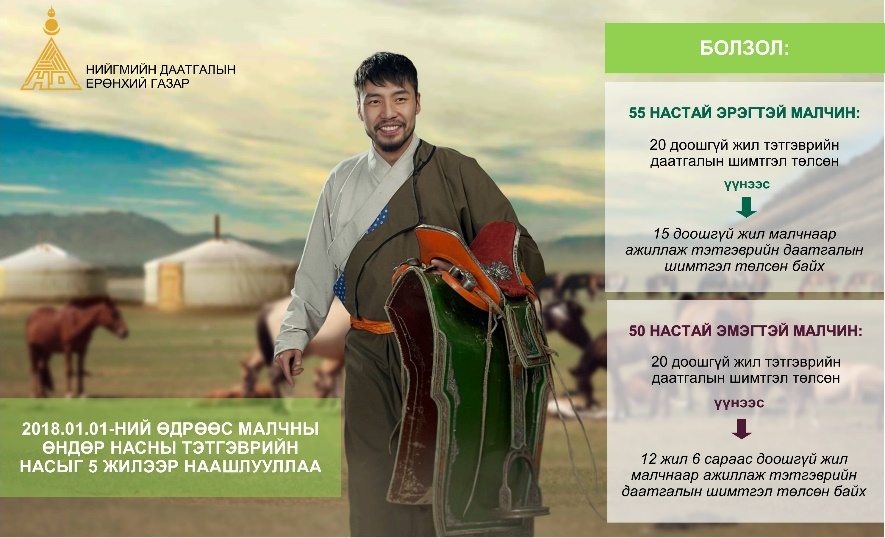 НД
НИЙГМИЙН ДААТГАЛЫН
ЕРӨНХИЙ ГАЗАР
2018.01.01-НИЙ ӨДРӨӨС МАЛЧНЫ
ӨНДӨР НАСНЫ ТЭТГЭВРИЙН
НАСЫГ 5 ЖИЛЭЭР НААШЛУУЛЛАА
БОЛЗОЛ:
55 НАСТАЙ ЭРЭГТЭЙ МАЛЧИН:
20 доошгүй жил тэтгэврийн
даатгалын шимтгэл төлсөн
үүнээс
15 доошгүй жил малчнаар
ажиллаж тэтгэврийн даатгалын
шимтгэл төлсөн байх
50 НАСТАЙ ЭМЭГТЭЙ МАЛЧИН:
20 доошгүй жил тэтгэврийн
даатгалын шимтгэл төлсөн
үүнээс
12 жил 6 сараас доошгүй жил
малчнаар ажиллаж тэтгэврийн
даатгалын шимтгэл төлсөн байх